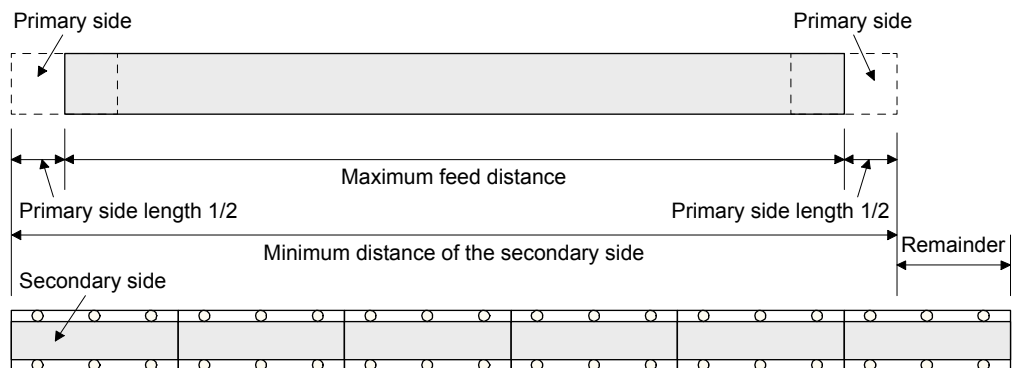 Primary side
Primary side
Maximum feed distance
Primary side length 1/2
Primary side length 1/2
Minimum distance of the secondary side
Remainder
Secondary side